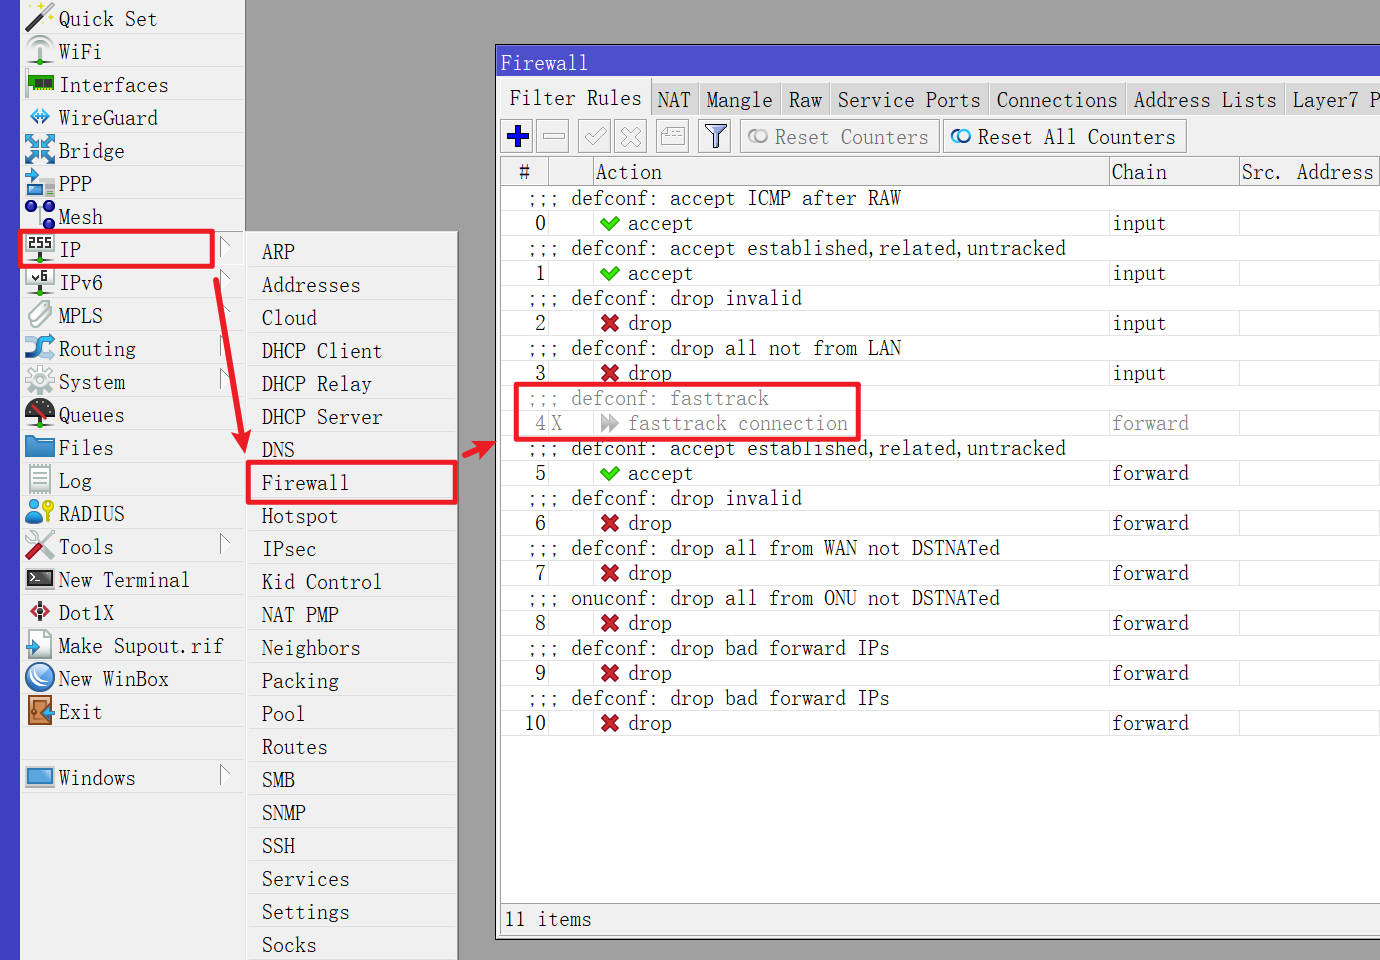 Quick Set
WiFi
Interfaces
WireGuard
Bridge
PPP
Mesh
255 IP
v6 IPv6
MPLS
Routing
System
Queues
Files
Log
RADIUS
Tools
New Terminal
Dot1X
Make Supout.rif
New WinBox
Exit
Windows
ARP
Addresses
Cloud
DHCP Client
DHCP Relay
DHCP Server
DNS
Firewall
Hotspot
IPsec
Kid Control
NAT PMP
Neighbors
Packing
Pool
Routes
SMB
SNMP
SSH
Services
Settings
Socks
Firewall
Filter Rules NAT Mangle Raw Service Ports Connections Address Lists Layer7 P
Reset Counters Reset All Counters
# Action Chain Src. Address
;;; defconf: accept ICMP after RAW
0 accept input
;;; defconf: accept established,related,untracked
1 accept input
;;; defconf: drop invalid
2 drop input
;;; defconf: drop all not from LAN
3 drop input
;;; defconf: fasttrack
4 X fasttrack connection forward
;;; defconf: accept established,related,untracked
5 accept forward
;;; defconf: drop invalid
6 drop forward
;;; defconf: drop all from WAN not DSTNATed
7 drop forward
;;; onuconf: drop all from ONU not DSTNATed
8 drop forward
;;; defconf: drop bad forward IPs
9 drop forward
;;; defconf: drop bad forward IPs
10 drop forward
11 items